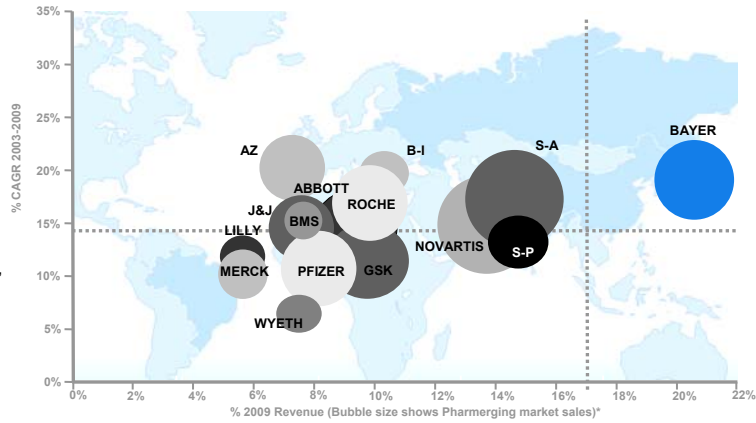 35%
30%
25%
20%
15%
10%
5%
0%
% CAGR 2003-2009
BAYER
AZ
B-I
S-A
ABBOTT
ROCHE
J&J
BMS
LILLY
NOVARTIS
S-P
MERCK
PFIZER
GSK
WYETH
0% 2% 4% 6% 8% 10% 12% 14% 16% 18% 20% 22%
% 2009 Revenue (Bubble size shows Pharmerging market sales)*